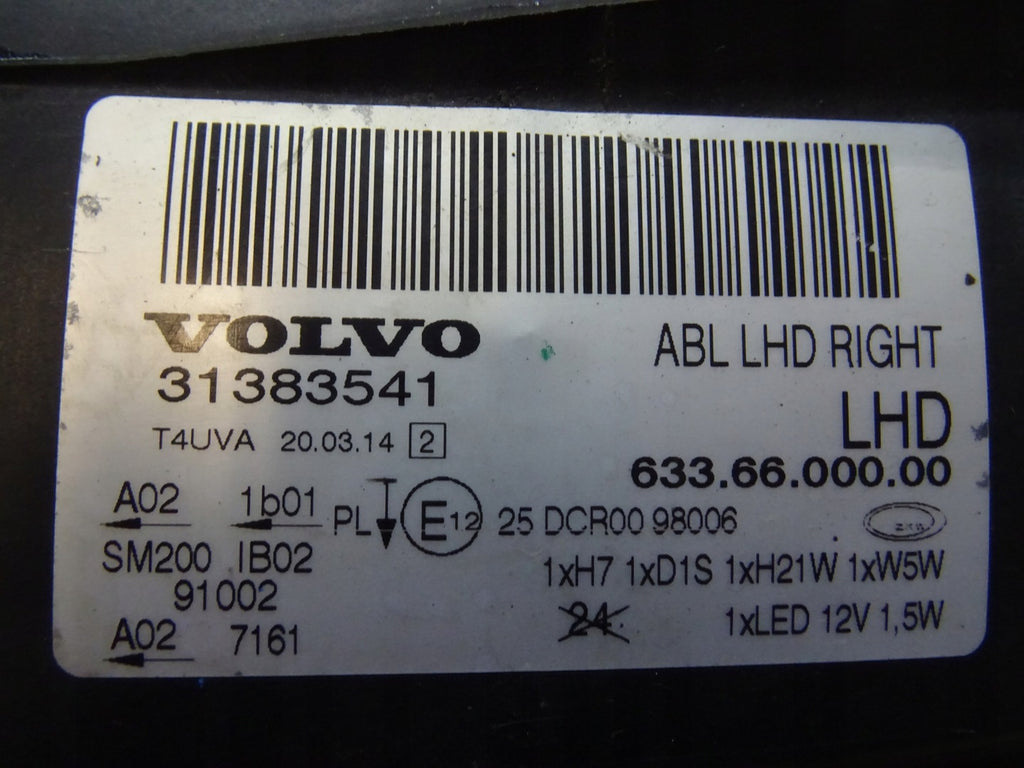 VOLVO
31383541
T4UVA 20.03.14 2
ABL LHD RIGHT
LHD
633.66.000.00
A02 1b01 PL E12 25 DCR00 98006
SM200 IB02
91002
A02 7161
ZKW
1xH7 1xD1S 1xH21W 1xW5W
24 1xLED 12V 1,5W